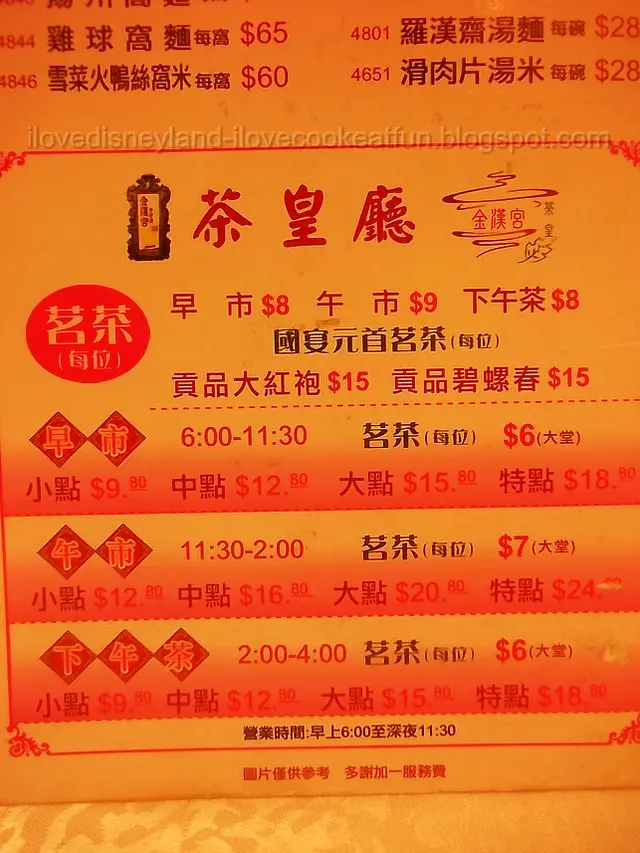 4844 雞球窩麵 每窩 $65 4801 羅漢齋湯麵 每碗 $28
4846 雪菜火鴨絲窩米 每窩 $60 4651 滑肉片湯米 每碗 $28
ilovedisneyland-ilovecookeatfun.blogspot.com
金漢宮 茶皇廳 金漢宮 茶皇
茗茶 (每位)
早市 $8 午市 $9 下午茶 $8
國宴元首茗茶(每位)
貢品大紅袍 $15 貢品碧螺春 $15
早市 6:00-11:30 茗茶(每位) $6(大堂)
小點 $9.80 中點 $12.80 大點 $15.80 特點 $18.80
午市 11:30-2:00 茗茶(每位) $7(大堂)
小點 $12.80 中點 $16.80 大點 $20.80 特點 $24.
下午茶 2:00-4:00 茗茶(每位) $6(大堂)
小點 $9.80 中點 $12.80 大點 $15.80 特點 $18.80
營業時間:早上6:00至深夜11:30
圖片僅供參考 多謝加一服務費